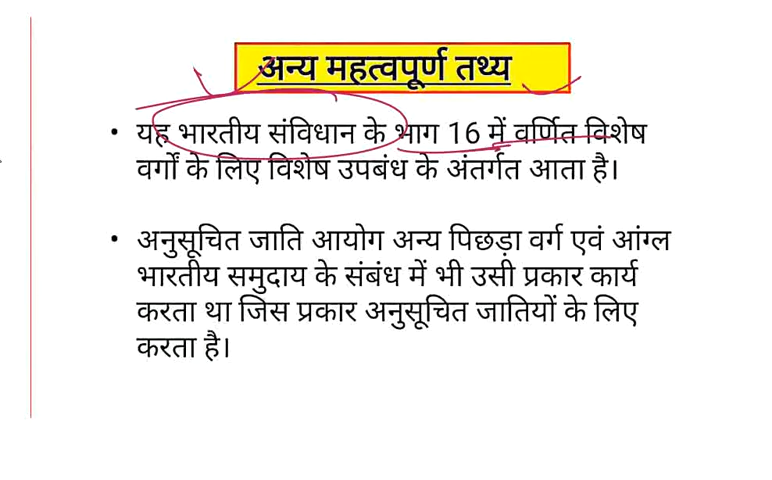 अन्य महत्वपूर्ण तथ्य
• यह भारतीय संविधान के भाग 16 में वर्णित विशेष
वर्गों के लिए विशेष उपबंध के अंतर्गत आता है।
• अनुसूचित जाति आयोग अन्य पिछड़ा वर्ग एवं आंग्ल
भारतीय समुदाय के संबंध में भी उसी प्रकार कार्य
करता था जिस प्रकार अनुसूचित जातियों के लिए
करता है।